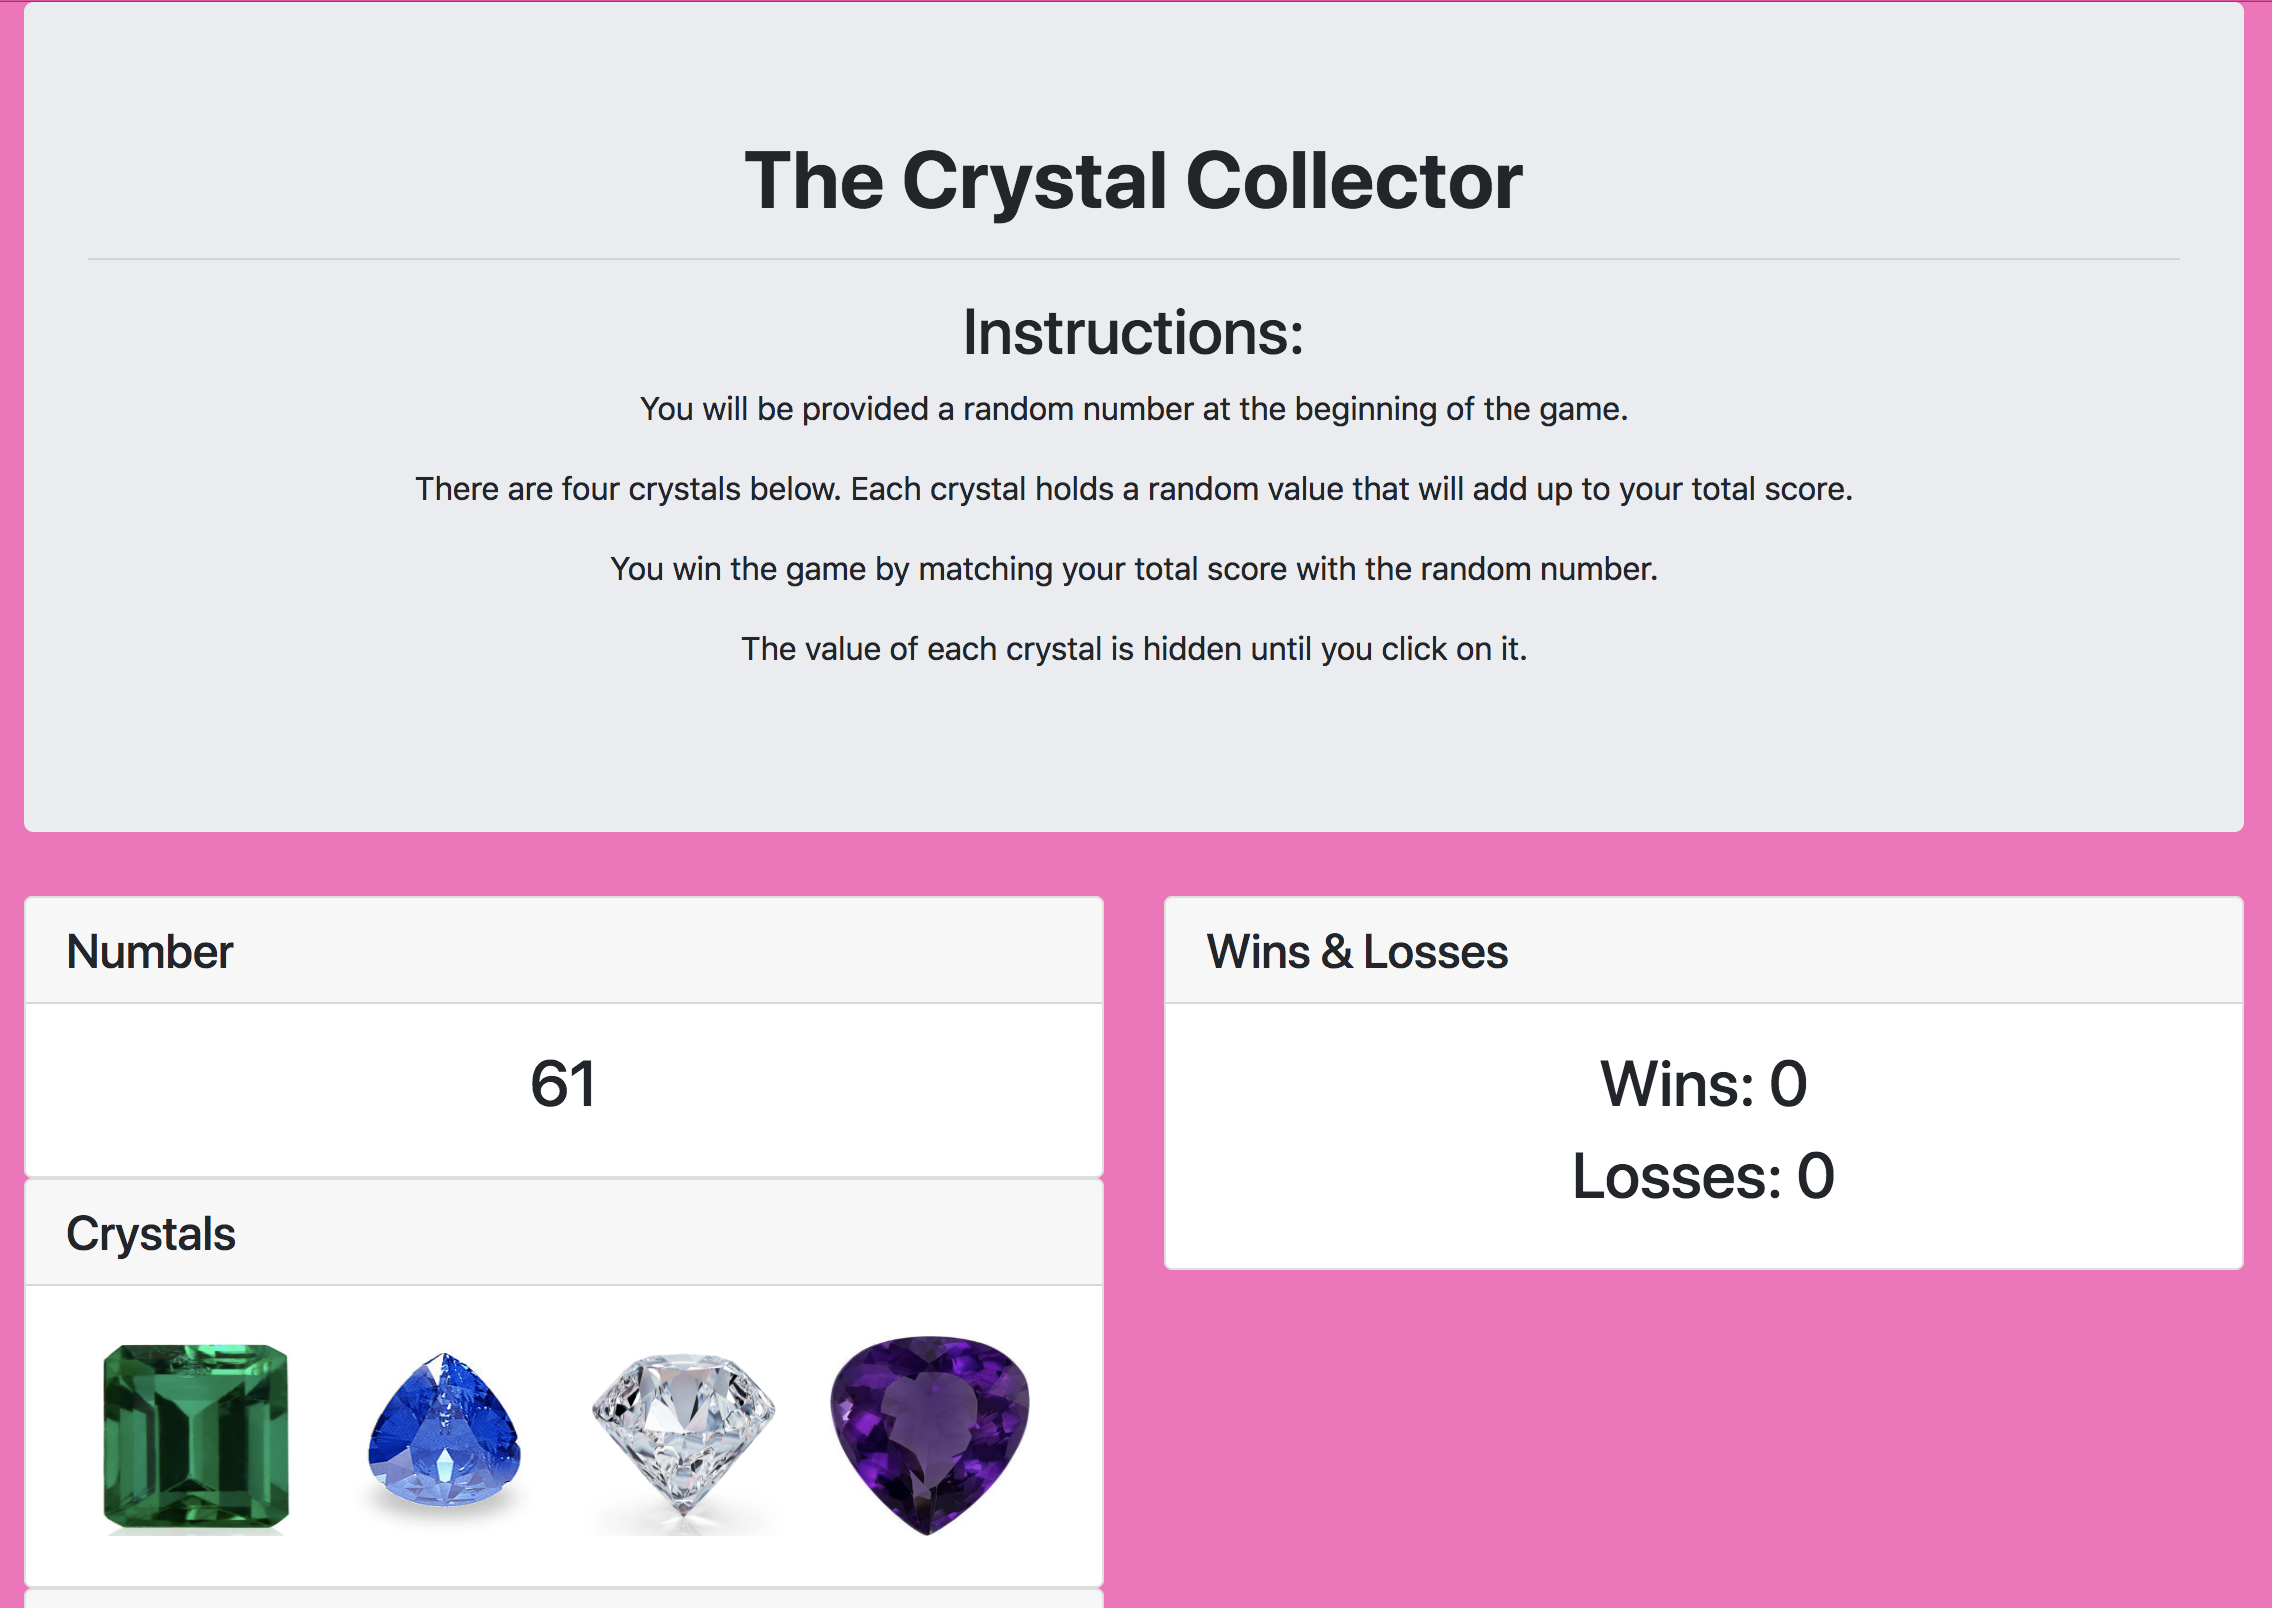 The Crystal Collector
Instructions:
You will be provided a random number at the beginning of the game.
There are four crystals below. Each crystal holds a random value that will add up to your total score.
You win the game by matching your total score with the random number.
The value of each crystal is hidden until you click on it.
Number
61
Wins & Losses
Wins: 0
Losses: 0
Crystals